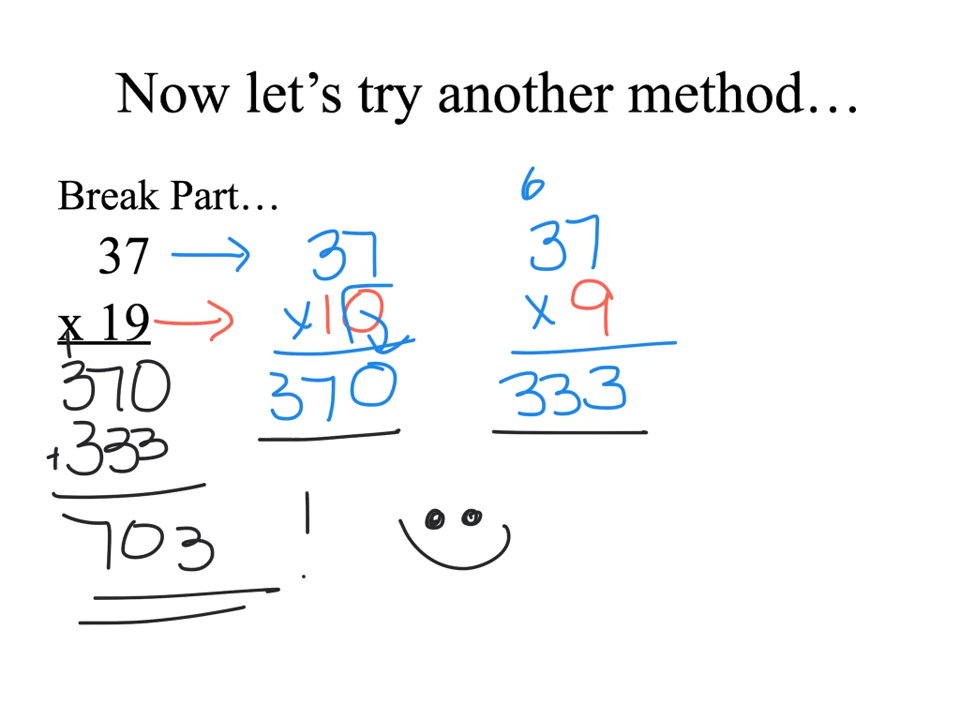 Now let's try another method…
Break Part…
37
x 19
1
370
+333
703 !
37
x10
370
6
37
x 9
333